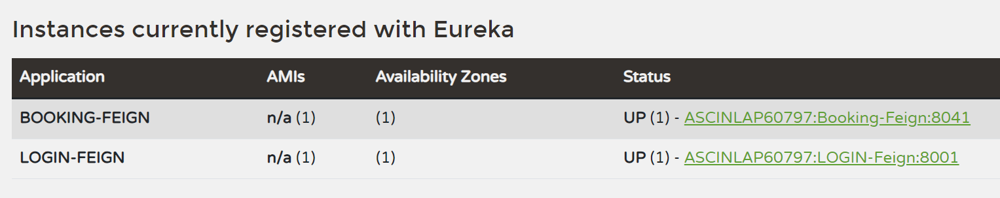 Instances currently registered with Eureka
Application AMIs Availability Zones Status
BOOKING-FEIGN n/a (1) (1) UP (1) - ASCINLAP60797:Booking-Feign:8041
LOGIN-FEIGN n/a (1) (1) UP (1) - ASCINLAP60797:LOGIN-Feign:8001